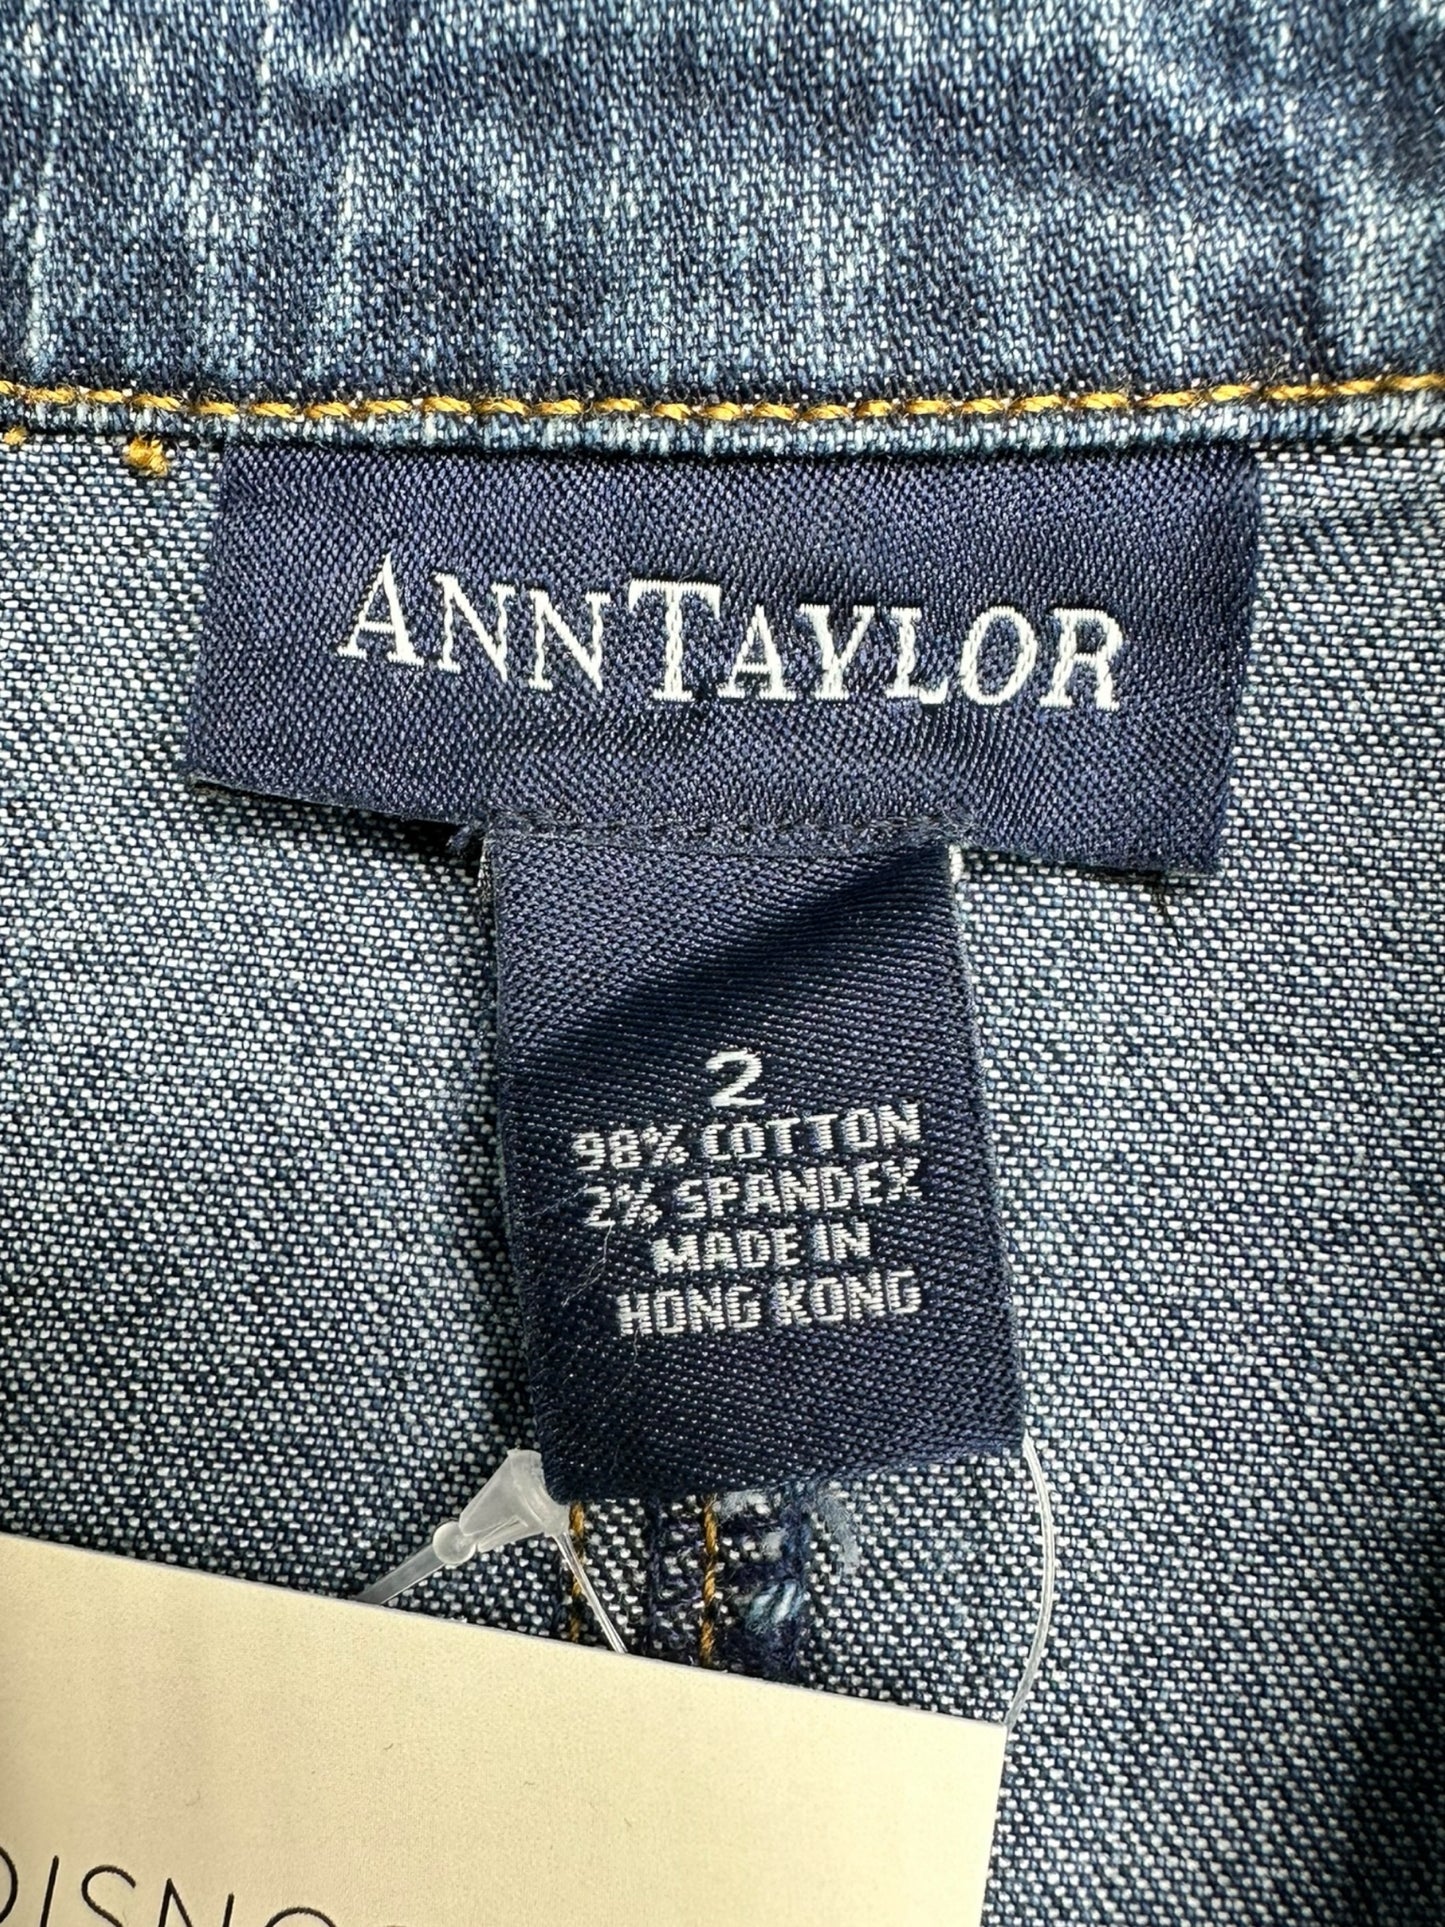 ANNTAYLOR
2
98% COTTON
2% SPANDEX
MADE IN
HONG KONG